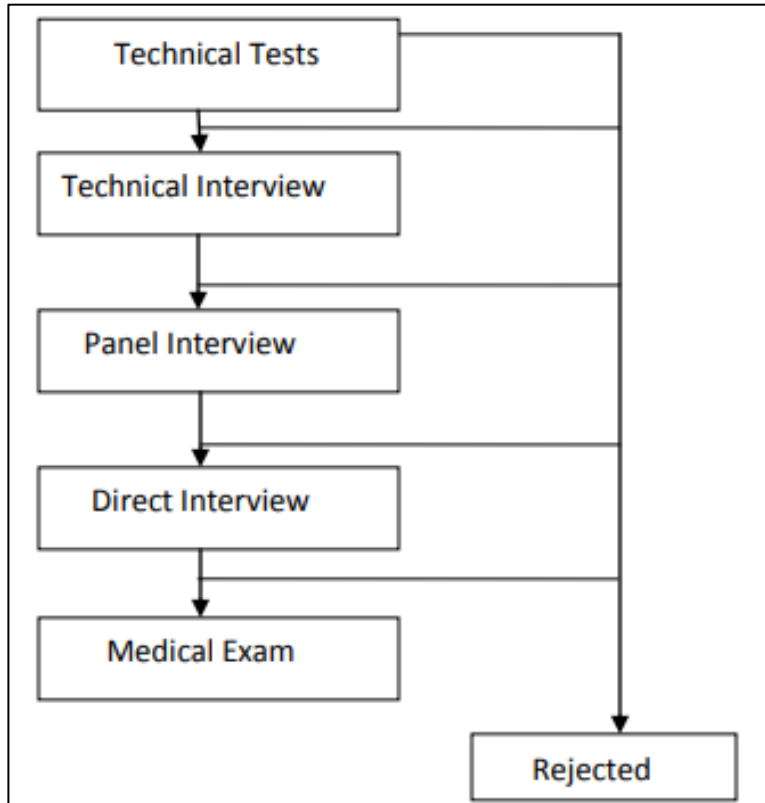 Technical Tests
Technical Interview
Panel Interview
Direct Interview
Medical Exam
Rejected